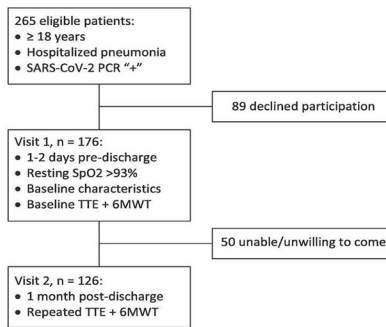 265 eligible patients:
• ≥ 18 years
• Hospitalized pneumonia
• SARS-CoV-2 PCR “+”
89 declined participation
Visit 1, n = 176:
• 1-2 days pre-discharge
• Resting SpO2 >93%
• Baseline characteristics
• Baseline TTE + 6MWT
50 unable/unwilling to come
Visit 2, n = 126:
• 1 month post-discharge
• Repeated TTE + 6MWT